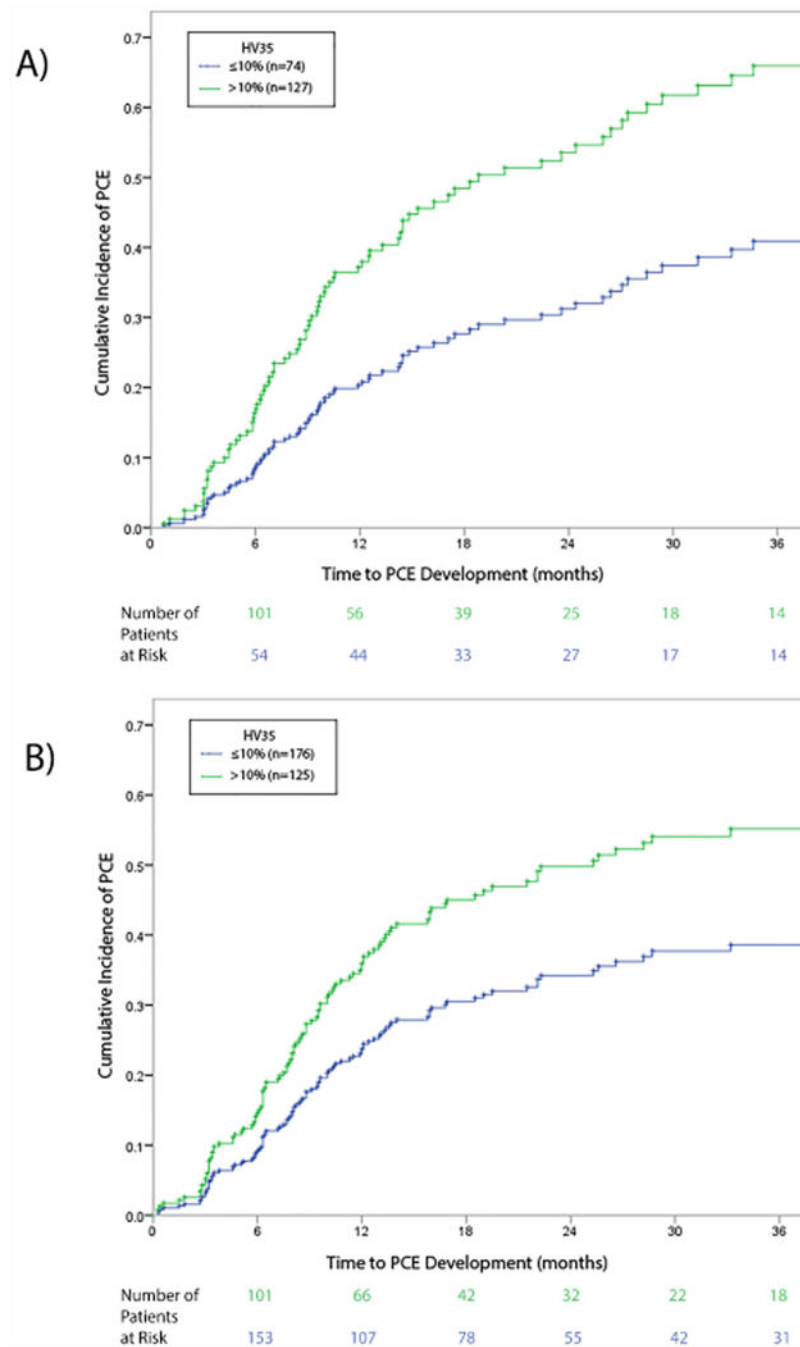 A)
HV35
≤10% (n=74)
>10% (n=127)
0.7
0.6
0.5
0.4
0.3
0.2
0.1
0.0
Cumulative Incidence of PCE
0 6 12 18 24 30 36
Time to PCE Development (months)
Number of Patients at Risk
101 56 39 25 18 14
54 44 33 27 17 14
B)
HV35
≤10% (n=176)
>10% (n=125)
0.7
0.6
0.5
0.4
0.3
0.2
0.1
0.0
Cumulative Incidence of PCE
0 6 12 18 24 30 36
Time to PCE Development (months)
Number of Patients at Risk
101 66 42 32 22 18
153 107 78 55 42 31